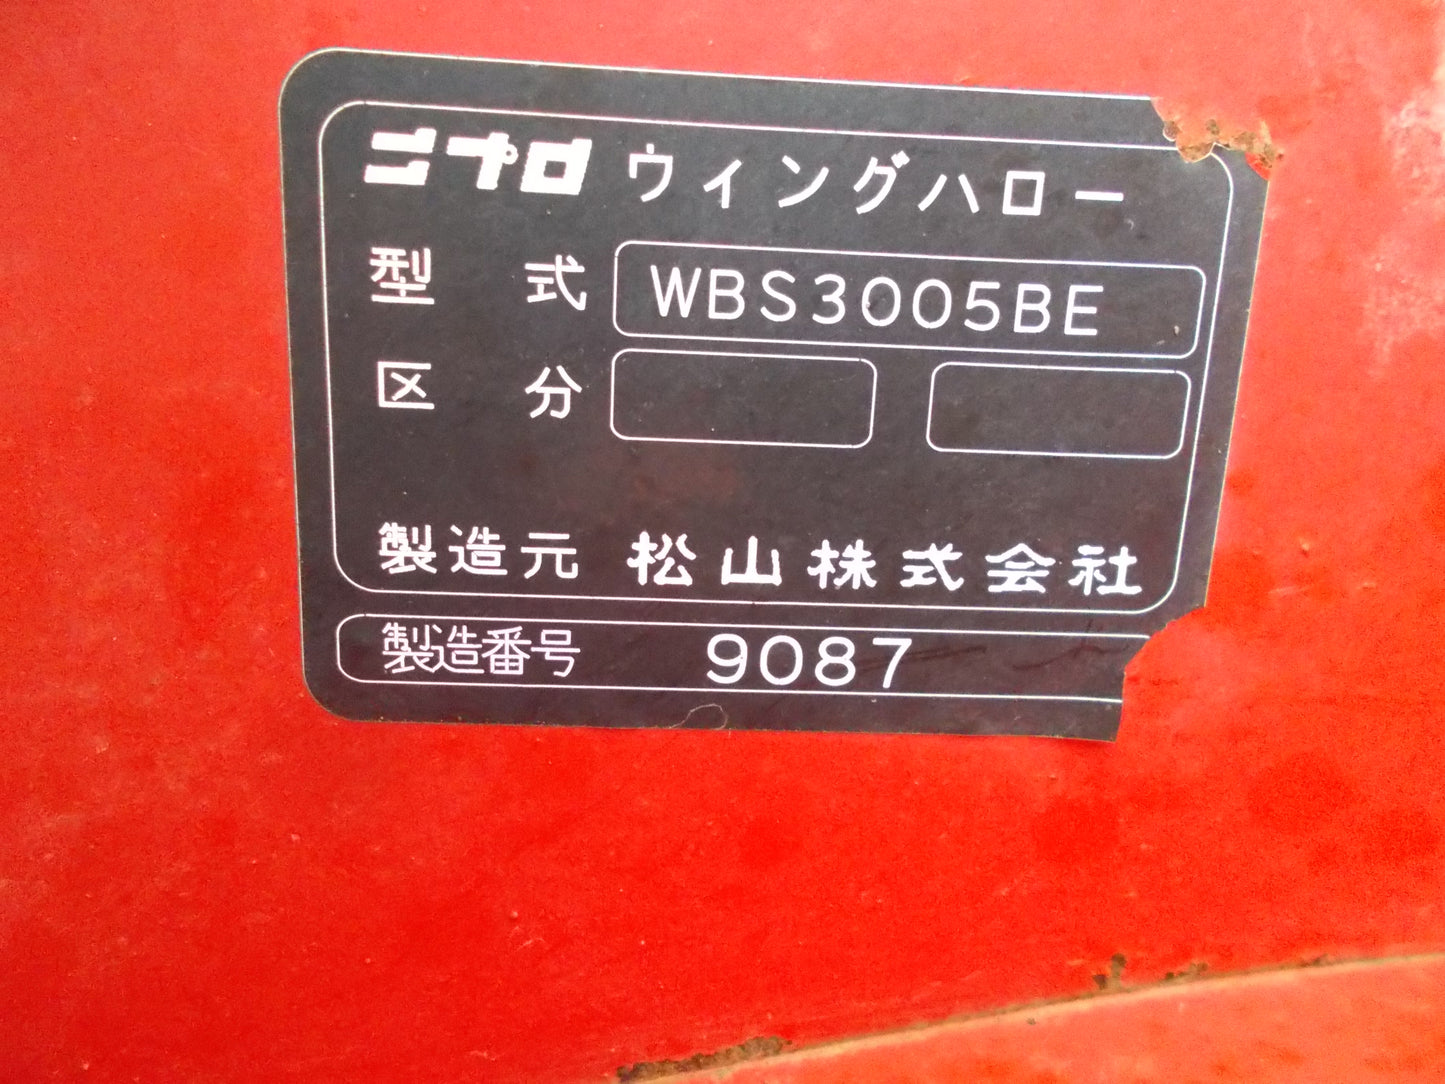 ニプロ ウィングハロー
型式 WBS3005BE
区分
製造元 松山株式会社
製造番号 9087